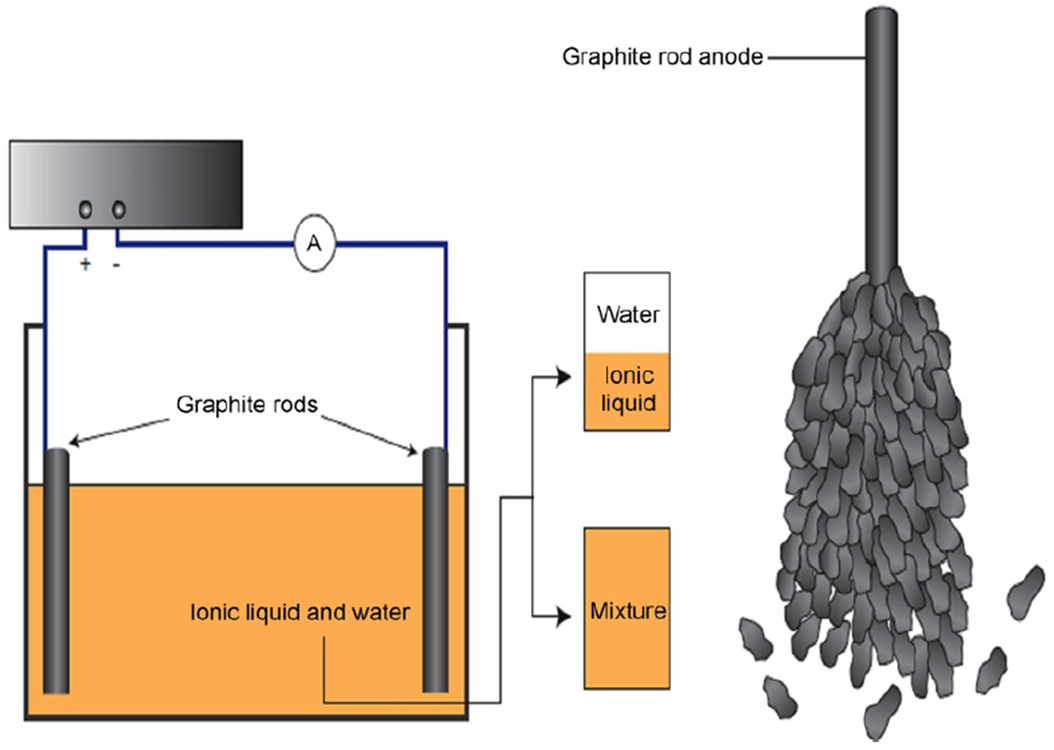 Graphite rod anode
A
+ -
Water
Ionic
liquid
Graphite rods
Ionic liquid and water
Mixture